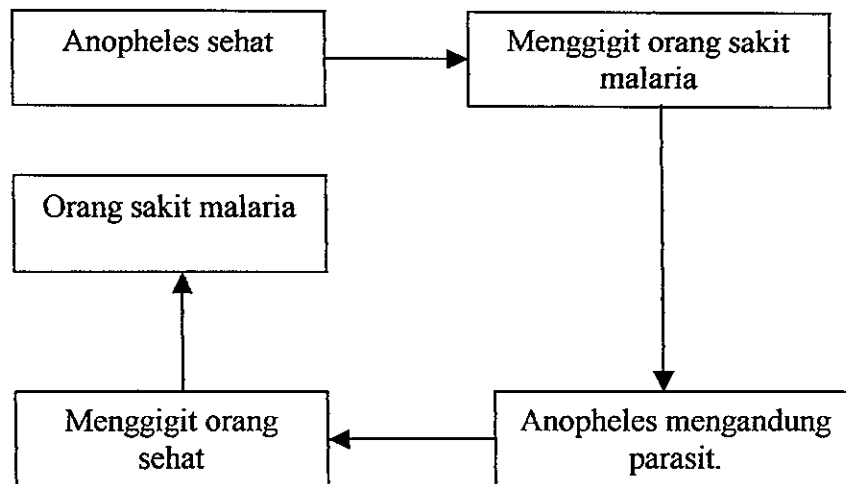 Anopheles sehat
Menggigit orang sakit
malaria
Orang sakit malaria
Menggigit orang
sehat
Anopheles mengandung
parasit.